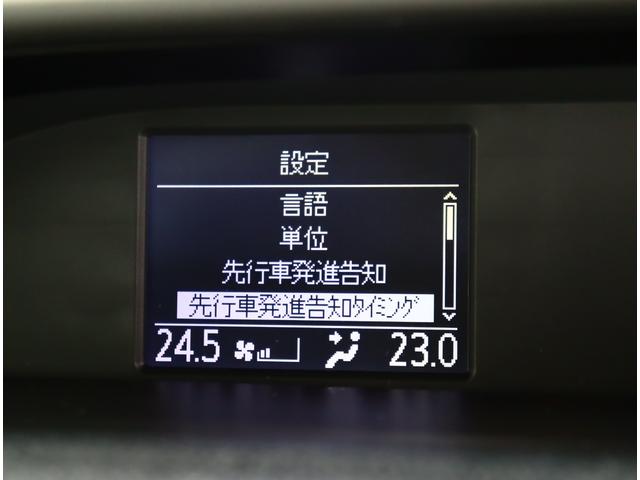 設定
言語
単位
先行車発進告知
先行車発進告知ﾀｲﾐﾝｸﾞ
24.5 23.0